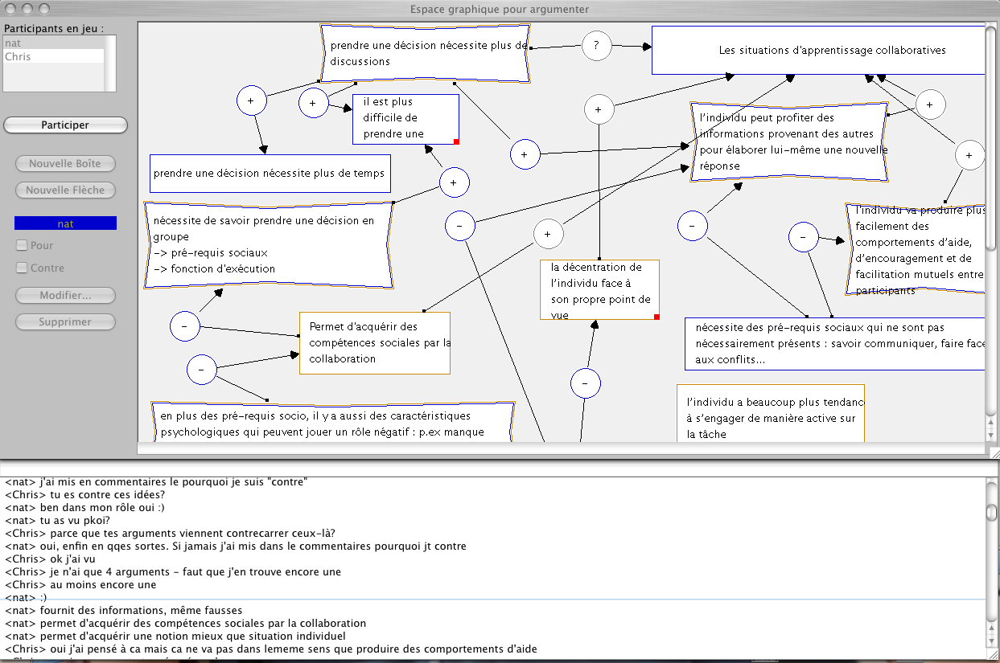 Espace graphique pour argumenter
Participants en jeu :
nat
Chris
Participer
Nouvelle Boîte
Nouvelle Flèche
nat
Pour
Contre
Modifier...
Supprimer
prendre une décision nécessite plus de
discussions
?
Les situations d'apprentissage collaboratives
+
+
il est plus
difficile de
prendre une
+
+
l'individu peut profiter des
informations provenant des autres
pour élaborer lui-même une nouvelle
réponse
+
+
prendre une décision nécessite plus de temps
+
nécessite de savoir prendre une décision en
groupe
-> pré-requis sociaux
-> fonction d'exécution
-
+
-
-
l'individu va produire plus
facilement des
comportements d'aide,
d'encouragement et de
facilitation mutuels entre
participants
la décentration de
l'individu face à
son propre point de
vue
-
Permet d'acquérir des
compétences sociales par la
collaboration
nécessite des pré-requis sociaux qui ne sont pas
nécessairement présents : savoir communiquer, faire face
aux conflits...
-
-
l'individu a beaucoup plus tendanc
à s'engager de manière active sur
la tâche
en plus des pré-requis socio, il y a aussi des caractéristiques
psychologiques qui peuvent jouer un rôle négatif : p.ex manque
<nat> j'ai mis en commentaires le pourquoi je suis "contre"
<Chris> tu es contre ces idées?
<nat> ben dans mon rôle oui :)
<nat> tu as vu pkoi?
<Chris> parce que tes arguments viennent contrecarrer ceux-là?
<nat> oui, enfin en qqes sortes. Si jamais j'ai mis dans le commentaires pourquoi jt contre
<Chris> ok j'ai vu
<Chris> je n'ai que 4 arguments - faut que j'en trouve encore une
<Chris> au moins encore une
<nat> :)
<nat> fournit des informations, même fausses
<nat> permet d'acquérir des compétences sociales par la collaboration
<nat> permet d'acquérir une notion mieux que situation individuel
<Chris> oui j'ai pensé à ca mais ca ne va pas dans lememe sens que produire des comportements d'aide